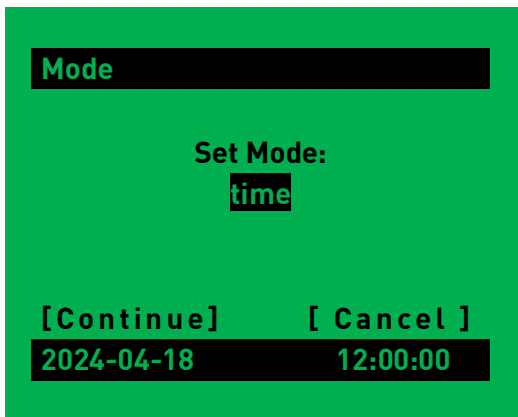 Mode
Set Mode:
time
[Continue] [ Cancel ]
2024-04-18 12:00:00